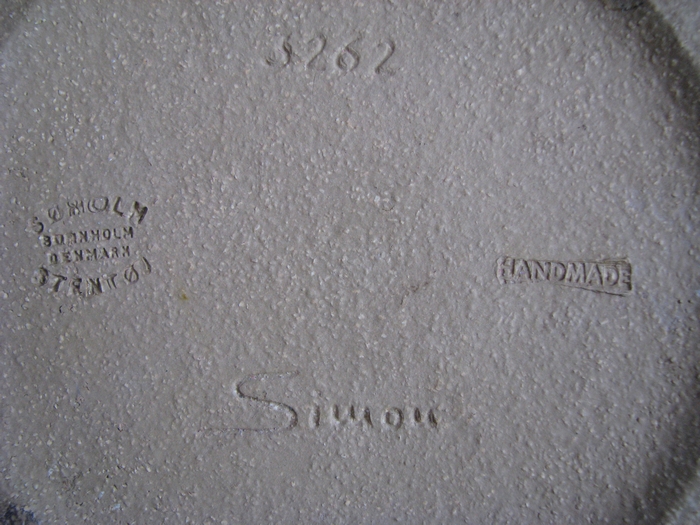 3262
SØHOLM
BORNHOLM
DENMARK
STENTØJ
HANDMADE
Simon